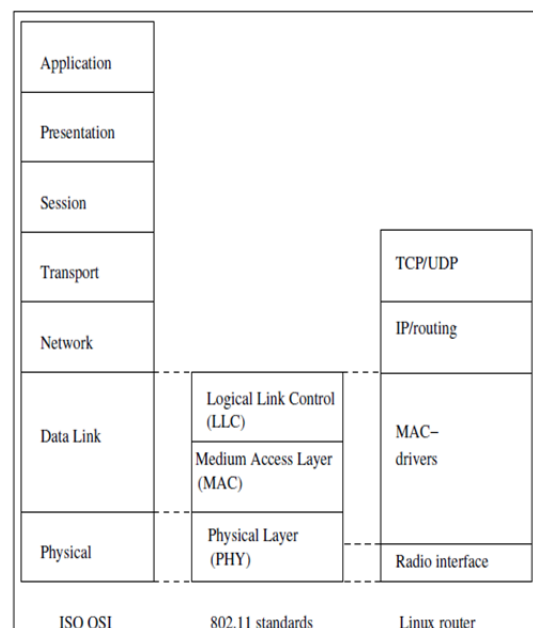 Application
Presentation
Session
Transport
Network
Data Link
Physical
ISO OSI
Logical Link Control
(LLC)
Medium Access Layer
(MAC)
Physical Layer
(PHY)
802.11 standards
TCP/UDP
IP/routing
MAC−
drivers
Radio interface
Linux router